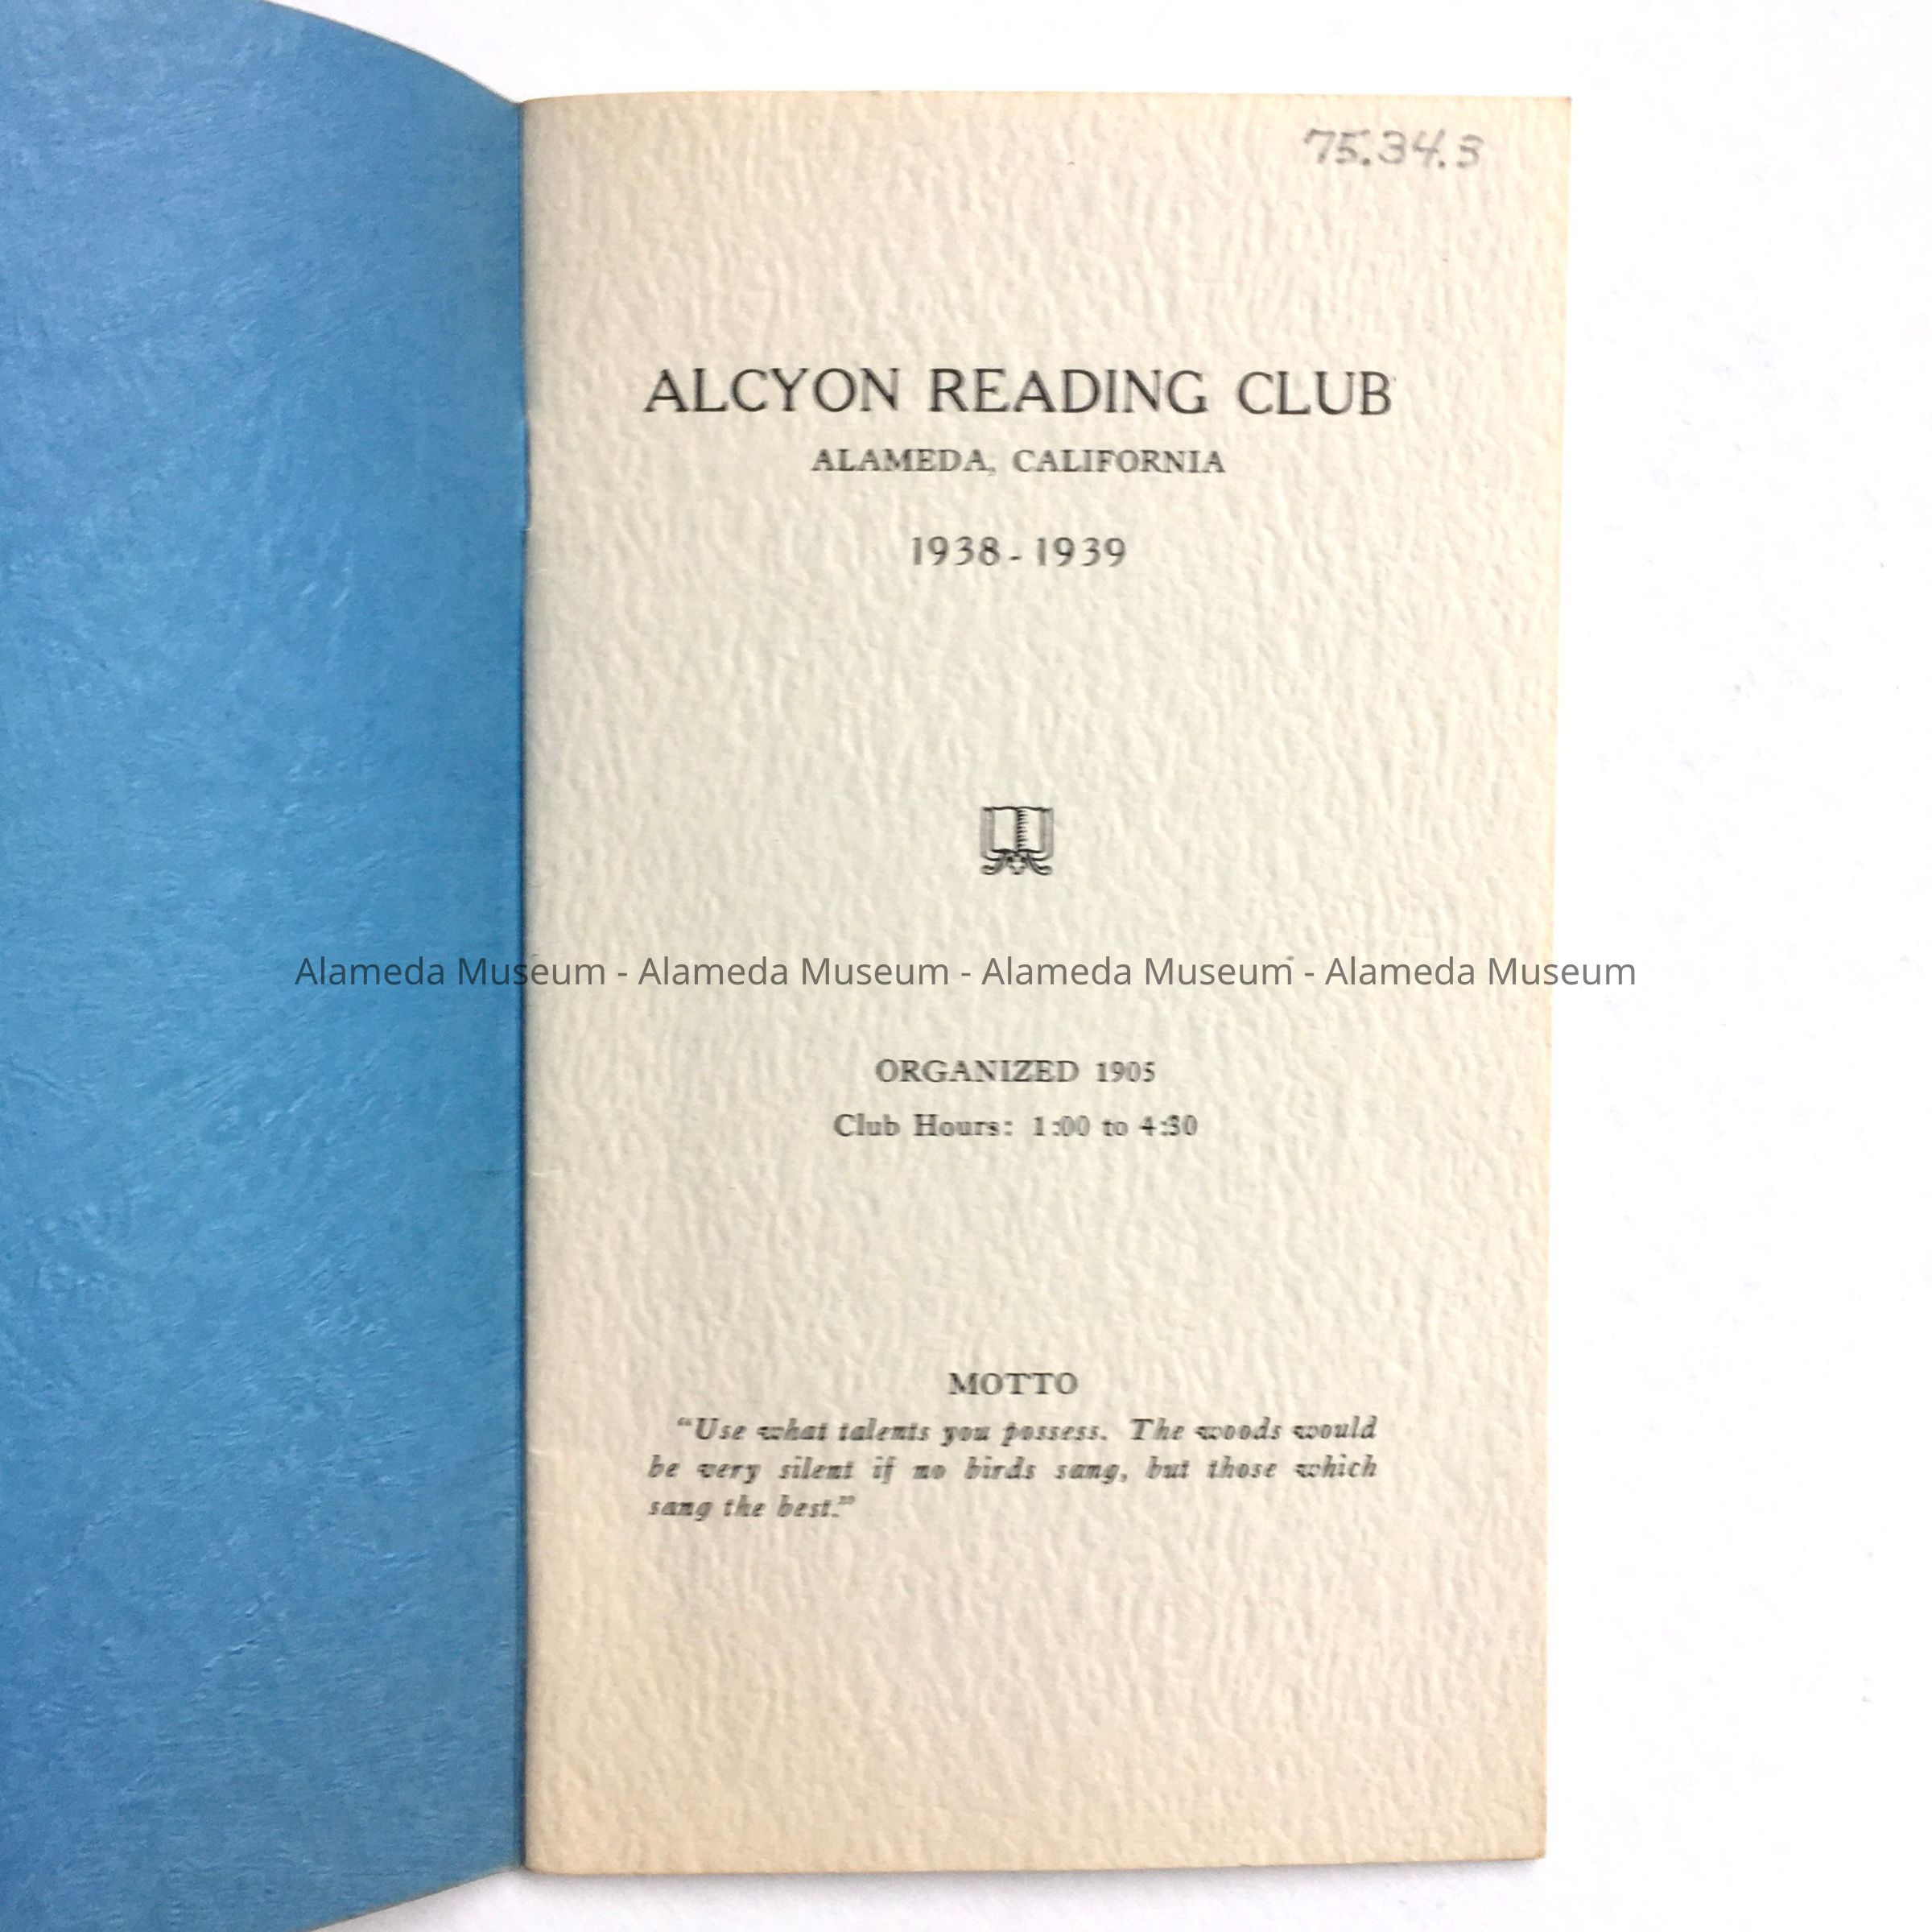 75.34.3
ALCYON READING CLUB
ALAMEDA, CALIFORNIA
1938 - 1939
Alameda Museum - Alameda Museum - Alameda Museum - Alameda Museum
ORGANIZED 1905
Club Hours: 1:00 to 4:30
MOTTO
"Use what talents you possess. The woods would
be very silent if no birds sang, but those which
sang the best."